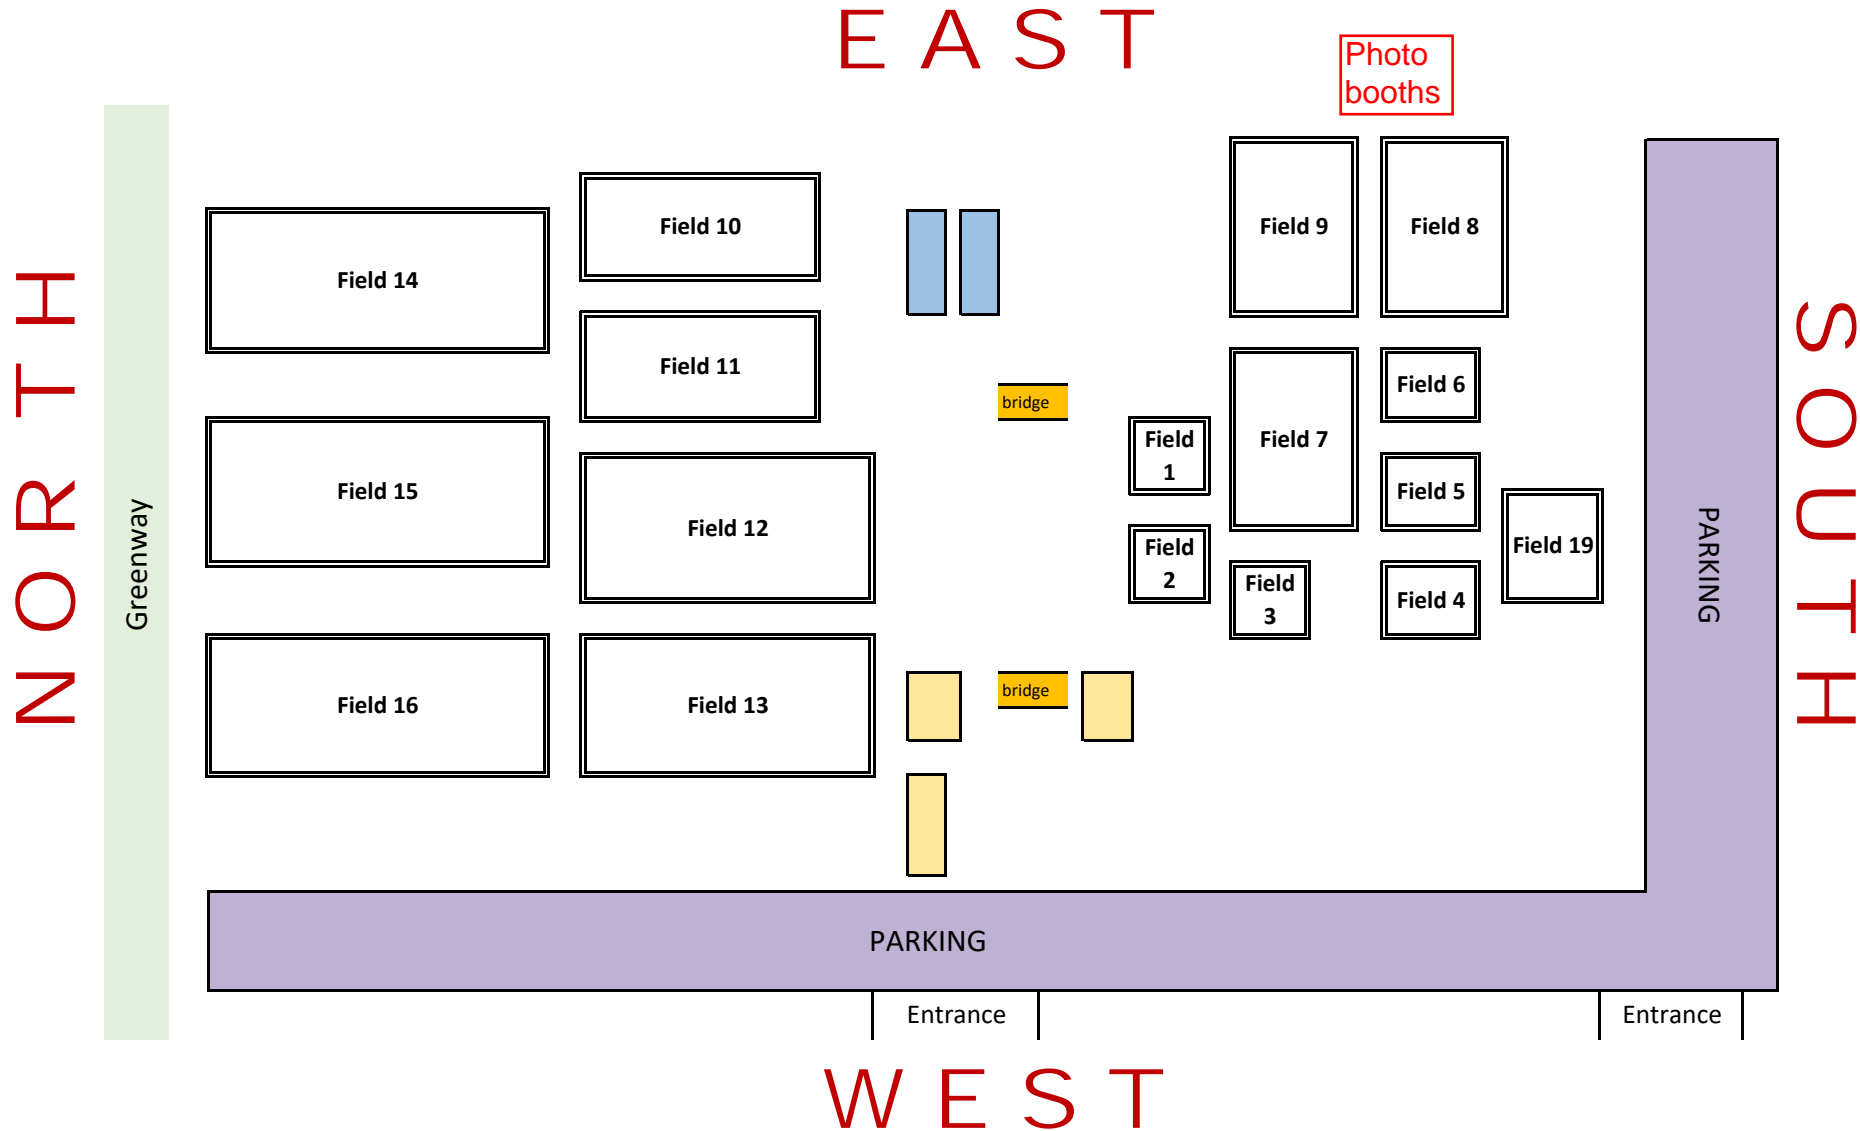 EAST
Photo
booths
NORTH
Greenway
Field 14
Field 10
Field 9
Field 8
Field 11
bridge
Field 6
Field
1
Field 7
Field 15
Field 12
Field 5
Field
2
Field 19
Field
3
Field 4
Field 16
Field 13
bridge
PARKING
SOUTH
PARKING
Entrance
Entrance
WEST